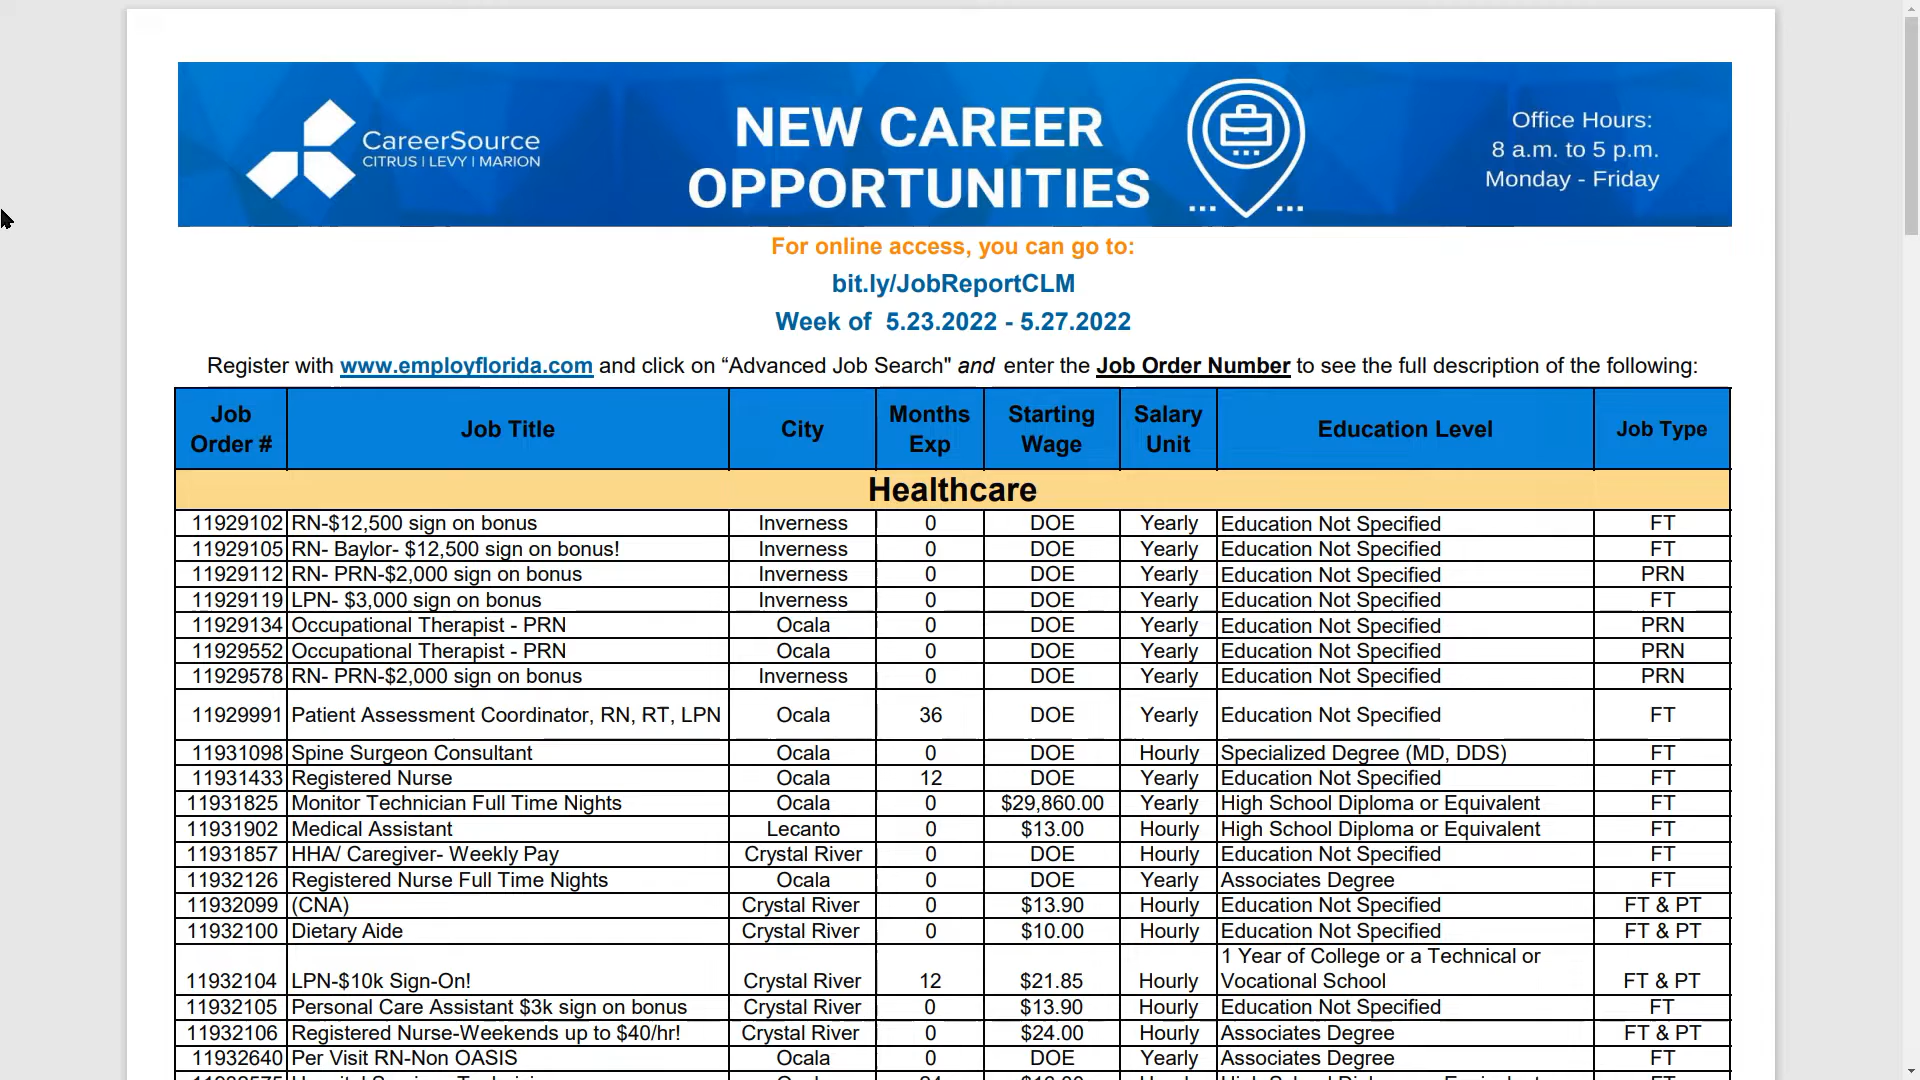 CareerSource
CITRUS | LEVY | MARION
NEW CAREER
OPPORTUNITIES
Office Hours:
8 a.m. to 5 p.m.
Monday - Friday
For online access, you can go to:
bit.ly/JobReportCLM
Week of 5.23.2022 - 5.27.2022
Register with www.employflorida.com and click on “Advanced Job Search" and enter the Job Order Number to see the full description of the following:
Job Order # Job Title City Months Exp Starting Wage Salary Unit Education Level Job Type
Healthcare
11929102 RN-$12,500 sign on bonus Inverness 0 DOE Yearly Education Not Specified FT
11929105 RN- Baylor- $12,500 sign on bonus! Inverness 0 DOE Yearly Education Not Specified FT
11929112 RN- PRN-$2,000 sign on bonus Inverness 0 DOE Yearly Education Not Specified PRN
11929119 LPN- $3,000 sign on bonus Inverness 0 DOE Yearly Education Not Specified FT
11929134 Occupational Therapist - PRN Ocala 0 DOE Yearly Education Not Specified PRN
11929552 Occupational Therapist - PRN Ocala 0 DOE Yearly Education Not Specified PRN
11929578 RN- PRN-$2,000 sign on bonus Inverness 0 DOE Yearly Education Not Specified PRN
11929991 Patient Assessment Coordinator, RN, RT, LPN Ocala 36 DOE Yearly Education Not Specified FT
11931098 Spine Surgeon Consultant Ocala 0 DOE Hourly Specialized Degree (MD, DDS) FT
11931433 Registered Nurse Ocala 12 DOE Yearly Education Not Specified FT
11931825 Monitor Technician Full Time Nights Ocala 0 $29,860.00 Yearly High School Diploma or Equivalent FT
11931902 Medical Assistant Lecanto 0 $13.00 Hourly High School Diploma or Equivalent FT
11931857 HHA/ Caregiver- Weekly Pay Crystal River 0 DOE Hourly Education Not Specified FT
11932126 Registered Nurse Full Time Nights Ocala 0 DOE Yearly Associates Degree FT
11932099 (CNA) Crystal River 0 $13.90 Hourly Education Not Specified FT & PT
11932100 Dietary Aide Crystal River 0 $10.00 Hourly Education Not Specified FT & PT
11932104 LPN-$10k Sign-On! Crystal River 12 $21.85 Hourly 1 Year of College or a Technical or Vocational School FT & PT
11932105 Personal Care Assistant $3k sign on bonus Crystal River 0 $13.90 Hourly Education Not Specified FT
11932106 Registered Nurse-Weekends up to $40/hr! Crystal River 0 $24.00 Hourly Associates Degree FT & PT
11932640 Per Visit RN-Non OASIS Ocala 0 DOE Yearly Associates Degree FT